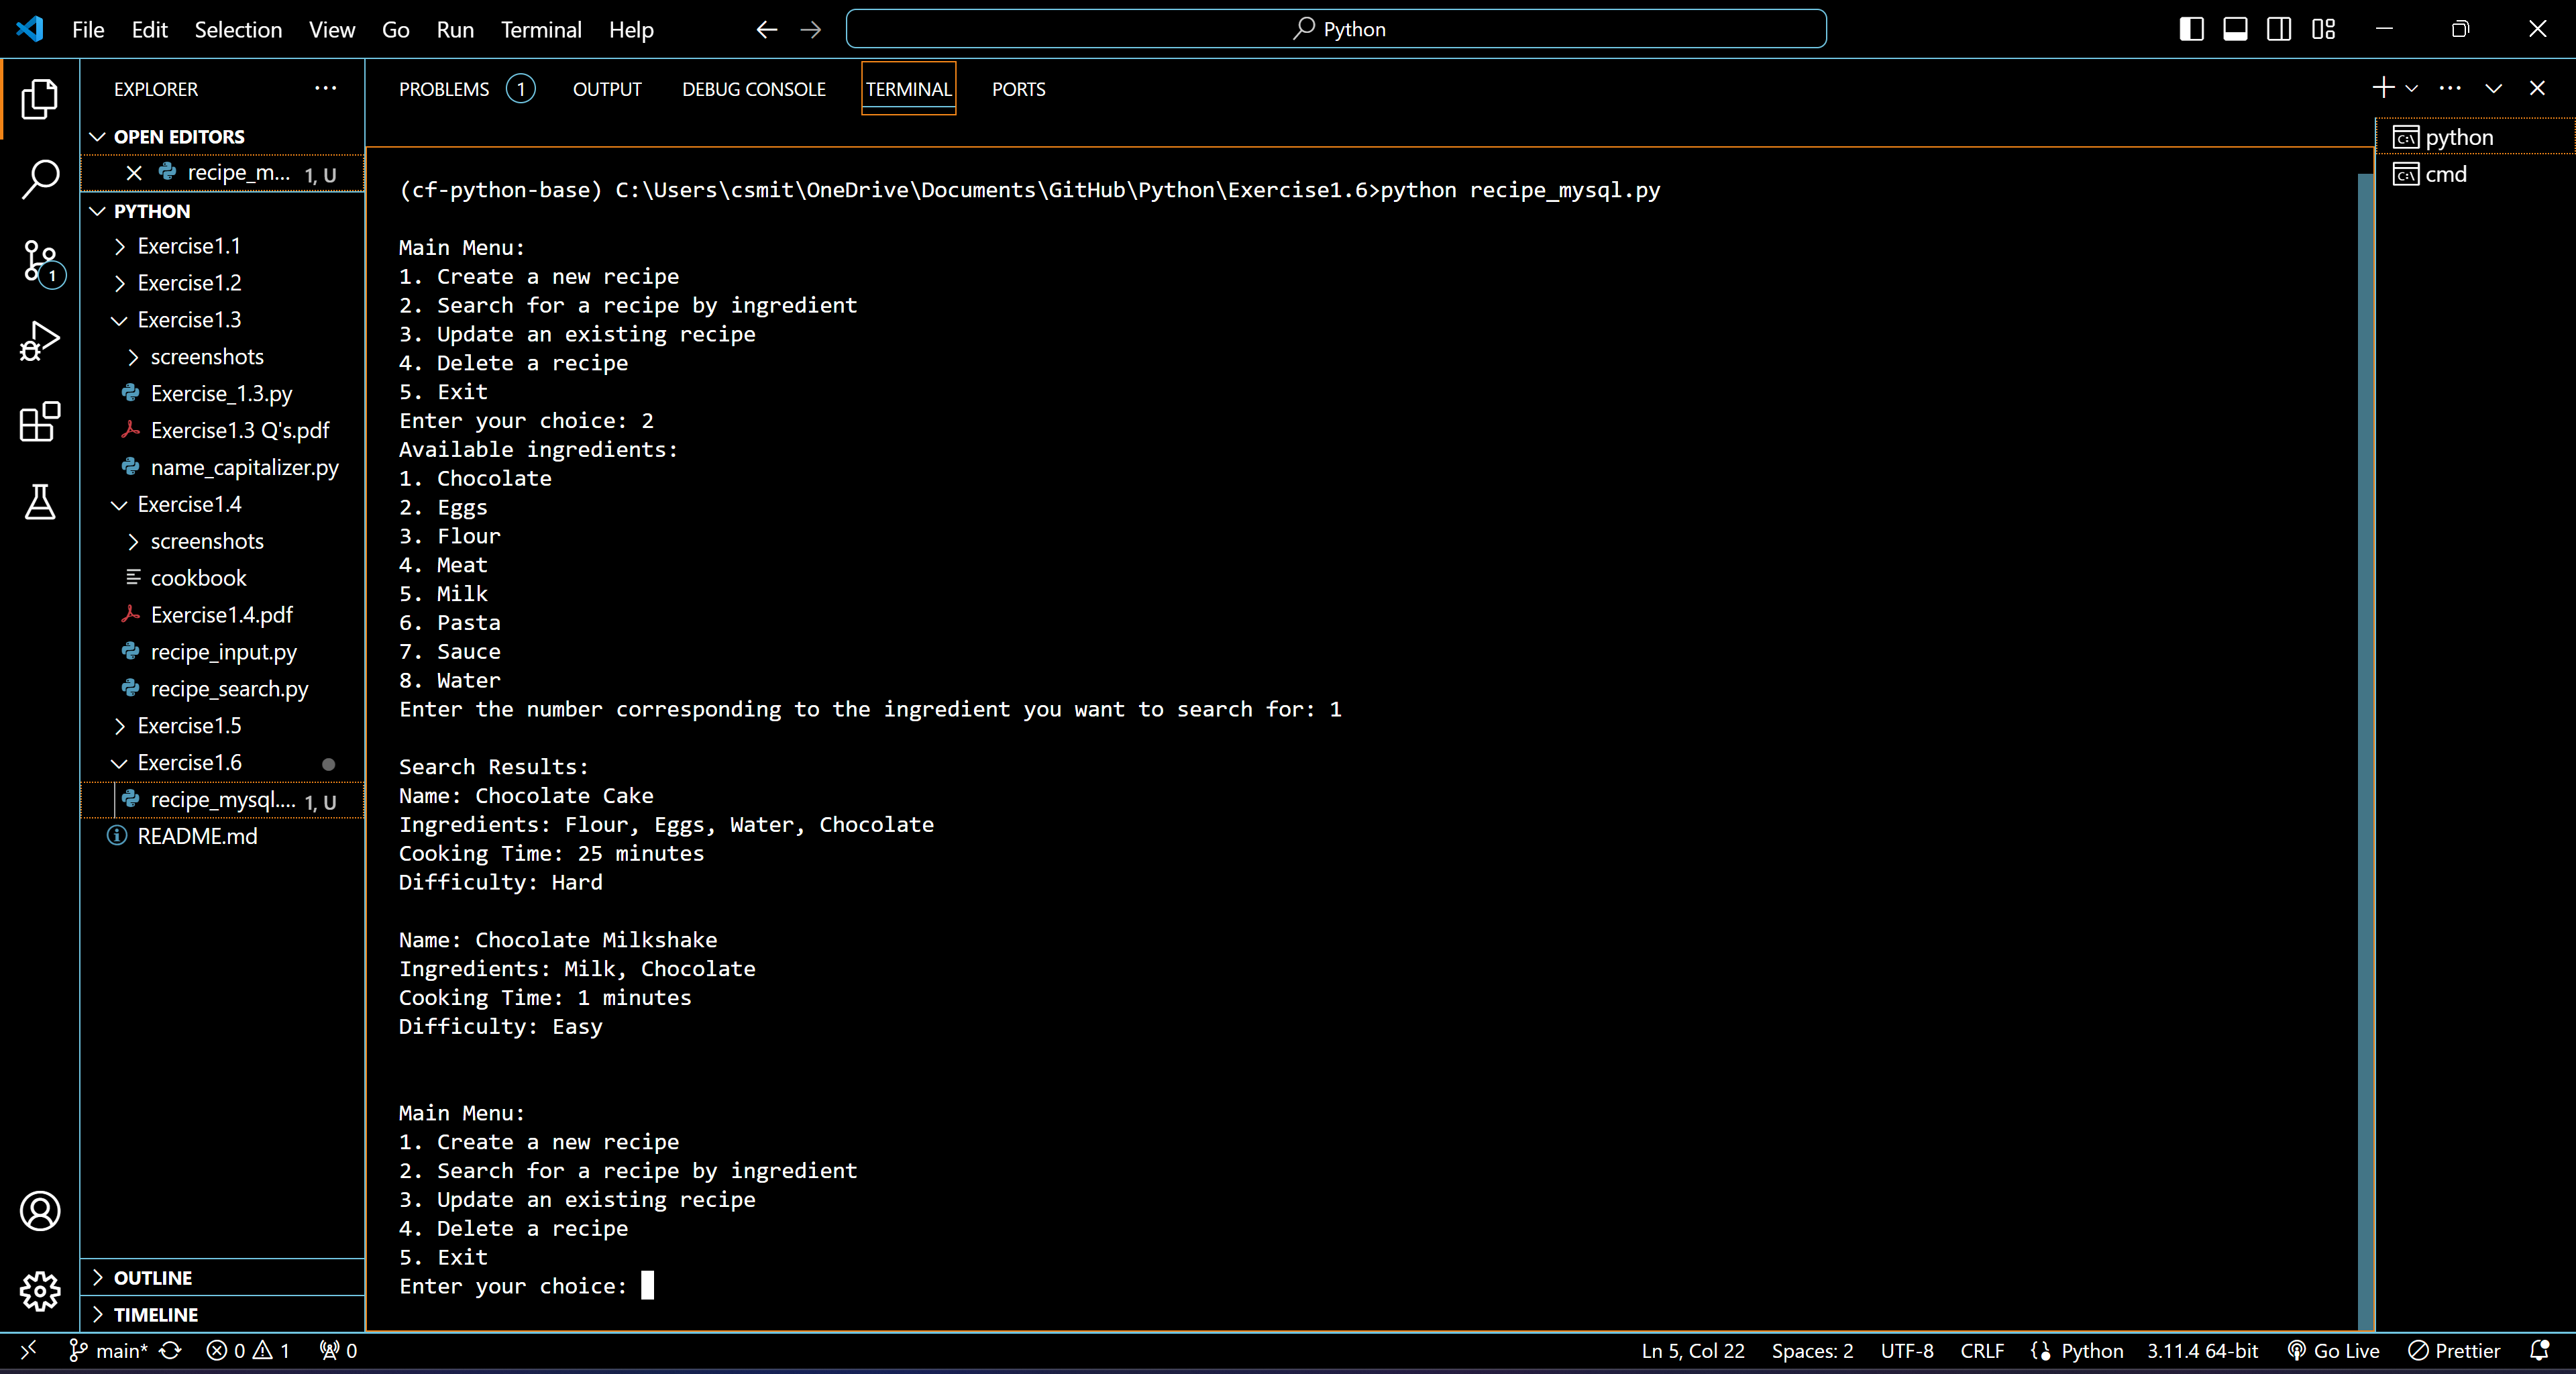 File Edit Selection View Go Run Terminal Help
Python
EXPLORER
OPEN EDITORS
recipe_m... 1, U
PYTHON
Exercise1.1
Exercise1.2
Exercise1.3
screenshots
Exercise_1.3.py
Exercise1.3 Q's.pdf
name_capitalizer.py
Exercise1.4
screenshots
cookbook
Exercise1.4.pdf
recipe_input.py
recipe_search.py
Exercise1.5
Exercise1.6
recipe_mysql.... 1, U
README.md
OUTLINE
TIMELINE
1
PROBLEMS 1 OUTPUT DEBUG CONSOLE TERMINAL PORTS
(cf-python-base) C:\Users\csmit\OneDrive\Documents\GitHub\Python\Exercise1.6>python recipe_mysql.py
Main Menu:
1. Create a new recipe
2. Search for a recipe by ingredient
3. Update an existing recipe
4. Delete a recipe
5. Exit
Enter your choice: 2
Available ingredients:
1. Chocolate
2. Eggs
3. Flour
4. Meat
5. Milk
6. Pasta
7. Sauce
8. Water
Enter the number corresponding to the ingredient you want to search for: 1
Search Results:
Name: Chocolate Cake
Ingredients: Flour, Eggs, Water, Chocolate
Cooking Time: 25 minutes
Difficulty: Hard
Name: Chocolate Milkshake
Ingredients: Milk, Chocolate
Cooking Time: 1 minutes
Difficulty: Easy
Main Menu:
1. Create a new recipe
2. Search for a recipe by ingredient
3. Update an existing recipe
4. Delete a recipe
5. Exit
Enter your choice:
python
cmd
main* 0 1 0 Ln 5, Col 22 Spaces: 2 UTF-8 CRLF Python 3.11.4 64-bit Go Live Prettier